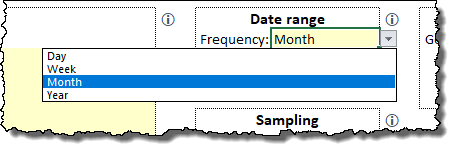 Date range
Frequency: Month
Day
Week
Month
Year
Sampling